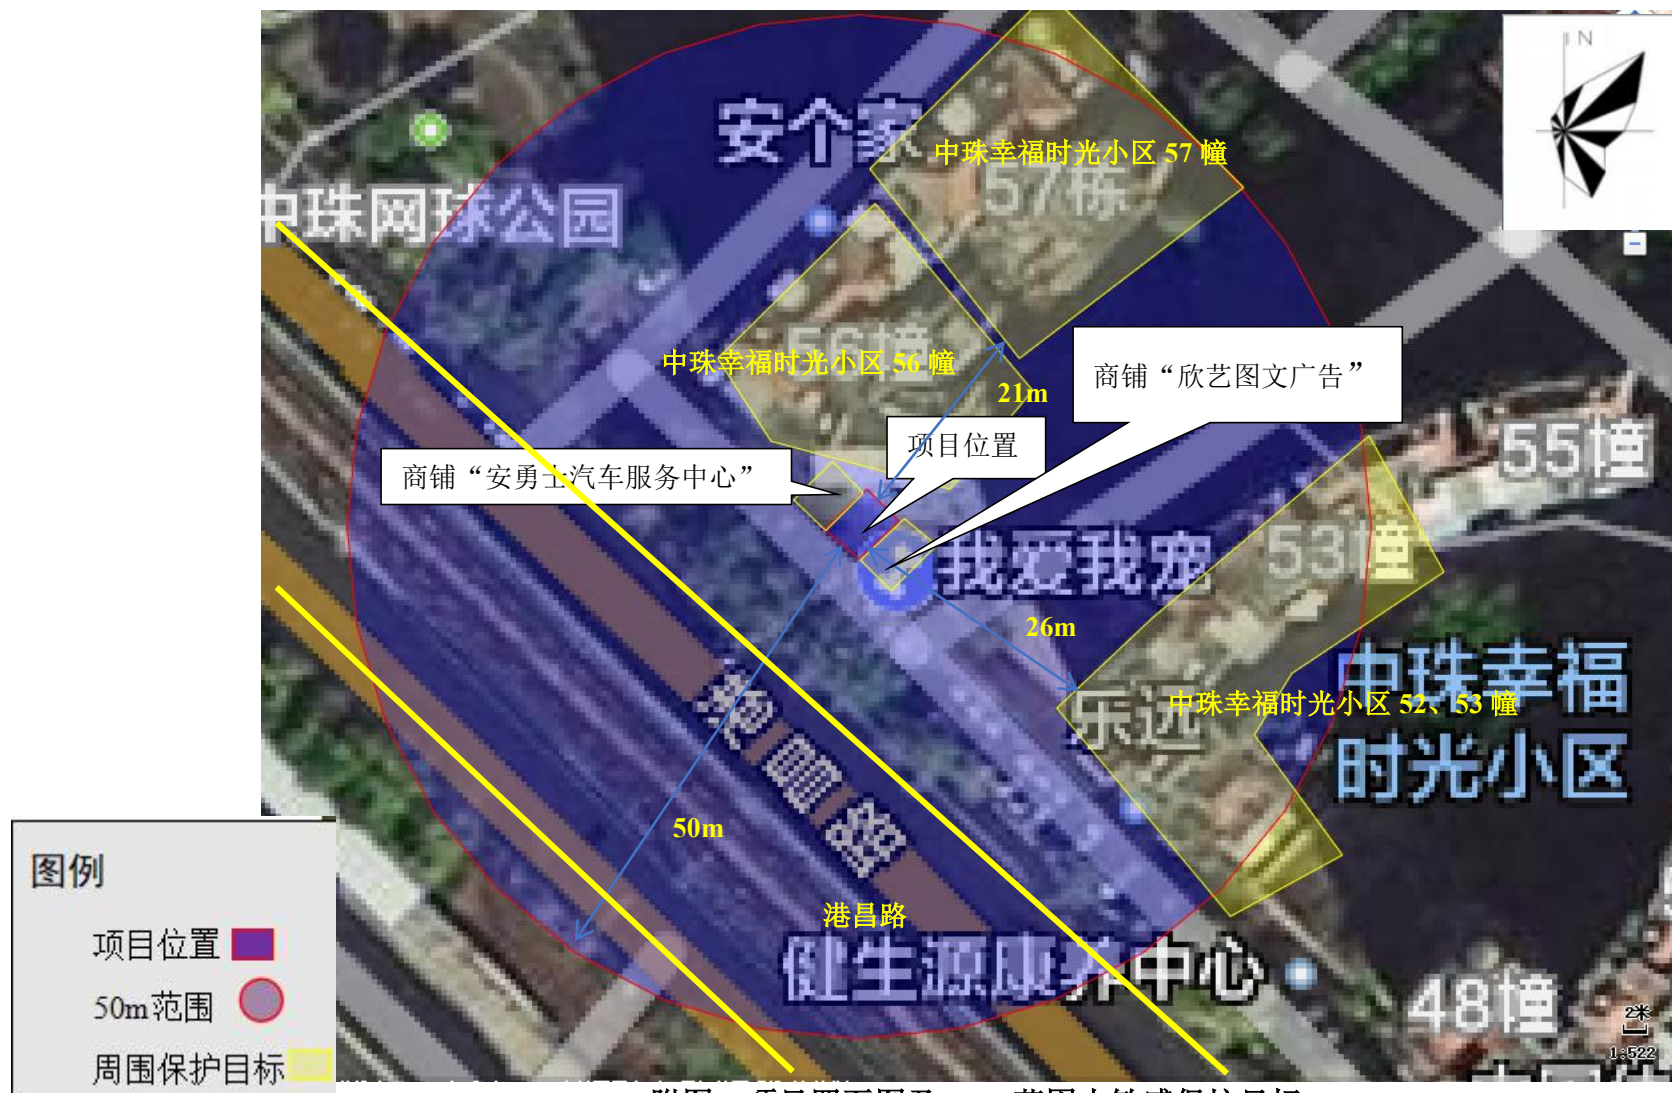 N
安个家
中珠幸福时光小区 57 幢
57栋
中珠网球公园
56幢
中珠幸福时光小区 56 幢
商铺“欣艺图文广告”
21m
项目位置
55幢
商铺“安勇士汽车服务中心”
53幢
我爱我宠
26m
中珠幸福
时光小区
中珠幸福时光小区 52、53 幢
乐远
港昌路
50m
港昌路
健生源康养中心
48幢
2米
1:522
图例
项目位置
50m范围
周围保护目标